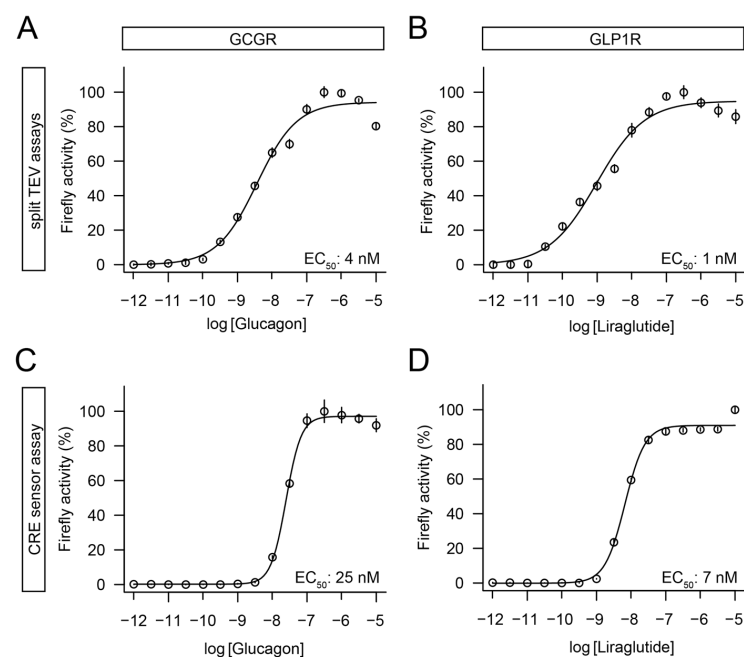 A
B
GCGR
GLP1R
split TEV assays
Firefly activity (%)
100
80
60
40
20
0
EC50: 4 nM
−12 −11 −10 −9 −8 −7 −6 −5
log [Glucagon]
Firefly activity (%)
100
80
60
40
20
0
EC50: 1 nM
−12 −11 −10 −9 −8 −7 −6 −5
log [Liraglutide]
C
D
CRE sensor assay
Firefly activity (%)
100
80
60
40
20
0
EC50: 25 nM
−12 −11 −10 −9 −8 −7 −6 −5
log [Glucagon]
Firefly activity (%)
100
80
60
40
20
0
EC50: 7 nM
−12 −11 −10 −9 −8 −7 −6 −5
log [Liraglutide]